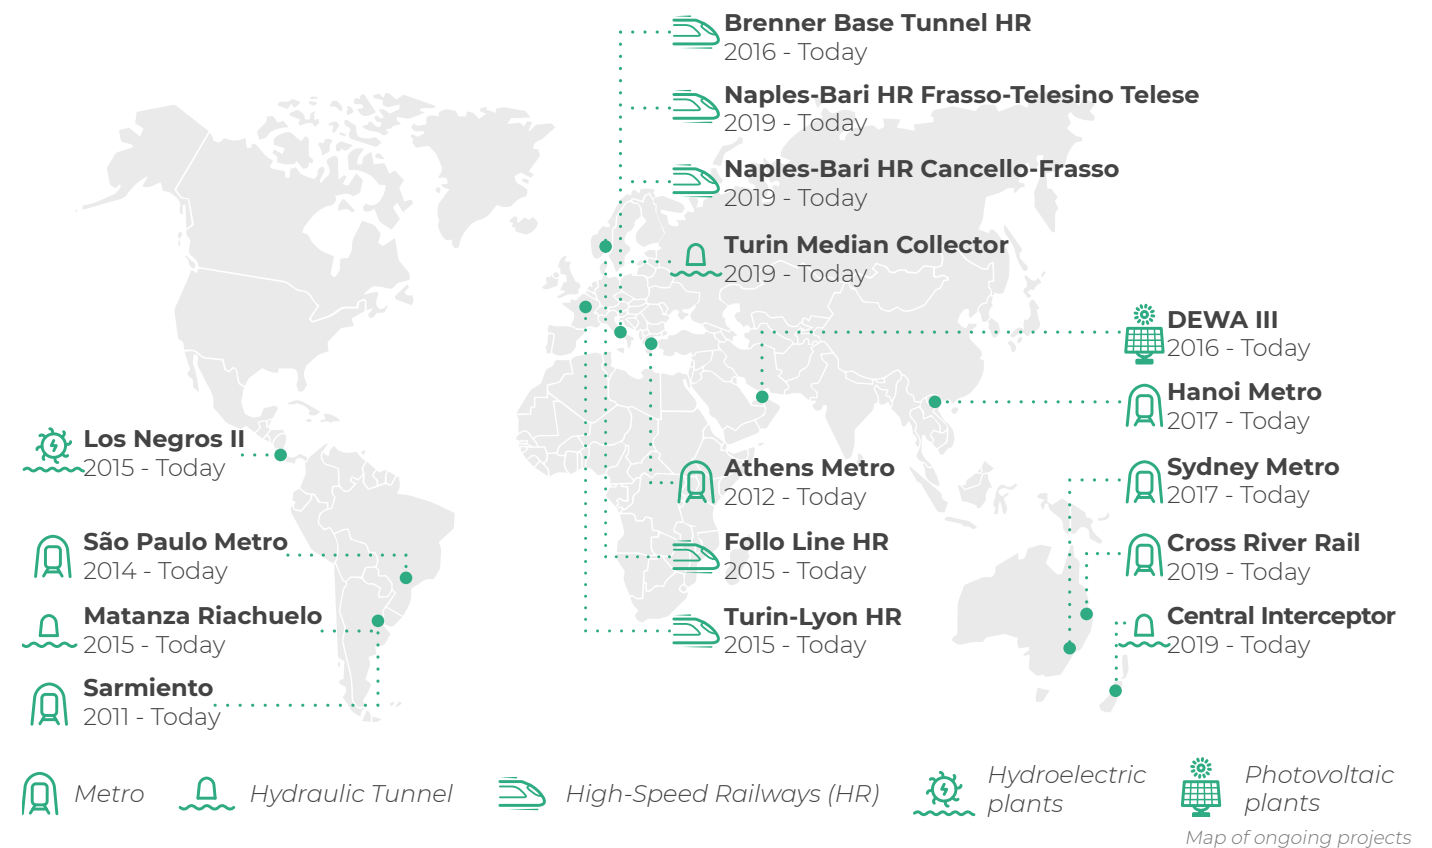 Brenner Base Tunnel HR
2016 - Today
Naples-Bari HR Frasso-Telesino Telese
2019 - Today
Naples-Bari HR Cancello-Frasso
2019 - Today
Turin Median Collector
2019 - Today
DEWA III
2016 - Today
Hanoi Metro
2017 - Today
Los Negros II
2015 - Today
Athens Metro
2012 - Today
Sydney Metro
2017 - Today
São Paulo Metro
2014 - Today
Follo Line HR
2015 - Today
Cross River Rail
2019 - Today
Matanza Riachuelo
2015 - Today
Turin-Lyon HR
2015 - Today
Central Interceptor
2019 - Today
Sarmiento
2011 - Today
Metro
Hydraulic Tunnel
High-Speed Railways (HR)
Hydroelectric
plants
Photovoltaic
plants
Map of ongoing projects